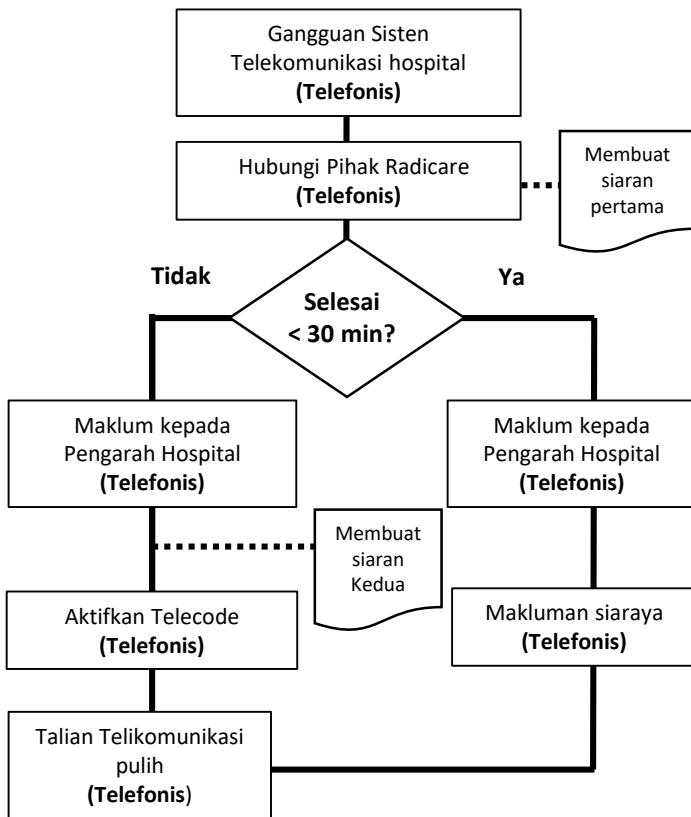 Gangguan Sisten
Telekomunikasi hospital
(Telefonis)
Hubungi Pihak Radicare
(Telefonis)
Membuat
siaran
pertama
Tidak
Ya
Selesai
< 30 min?
Maklum kepada
Pengarah Hospital
(Telefonis)
Maklum kepada
Pengarah Hospital
(Telefonis)
Membuat
siaran
Kedua
Aktifkan Telecode
(Telefonis)
Makluman siaraya
(Telefonis)
Talian Telikomunikasi
pulih
(Telefonis)